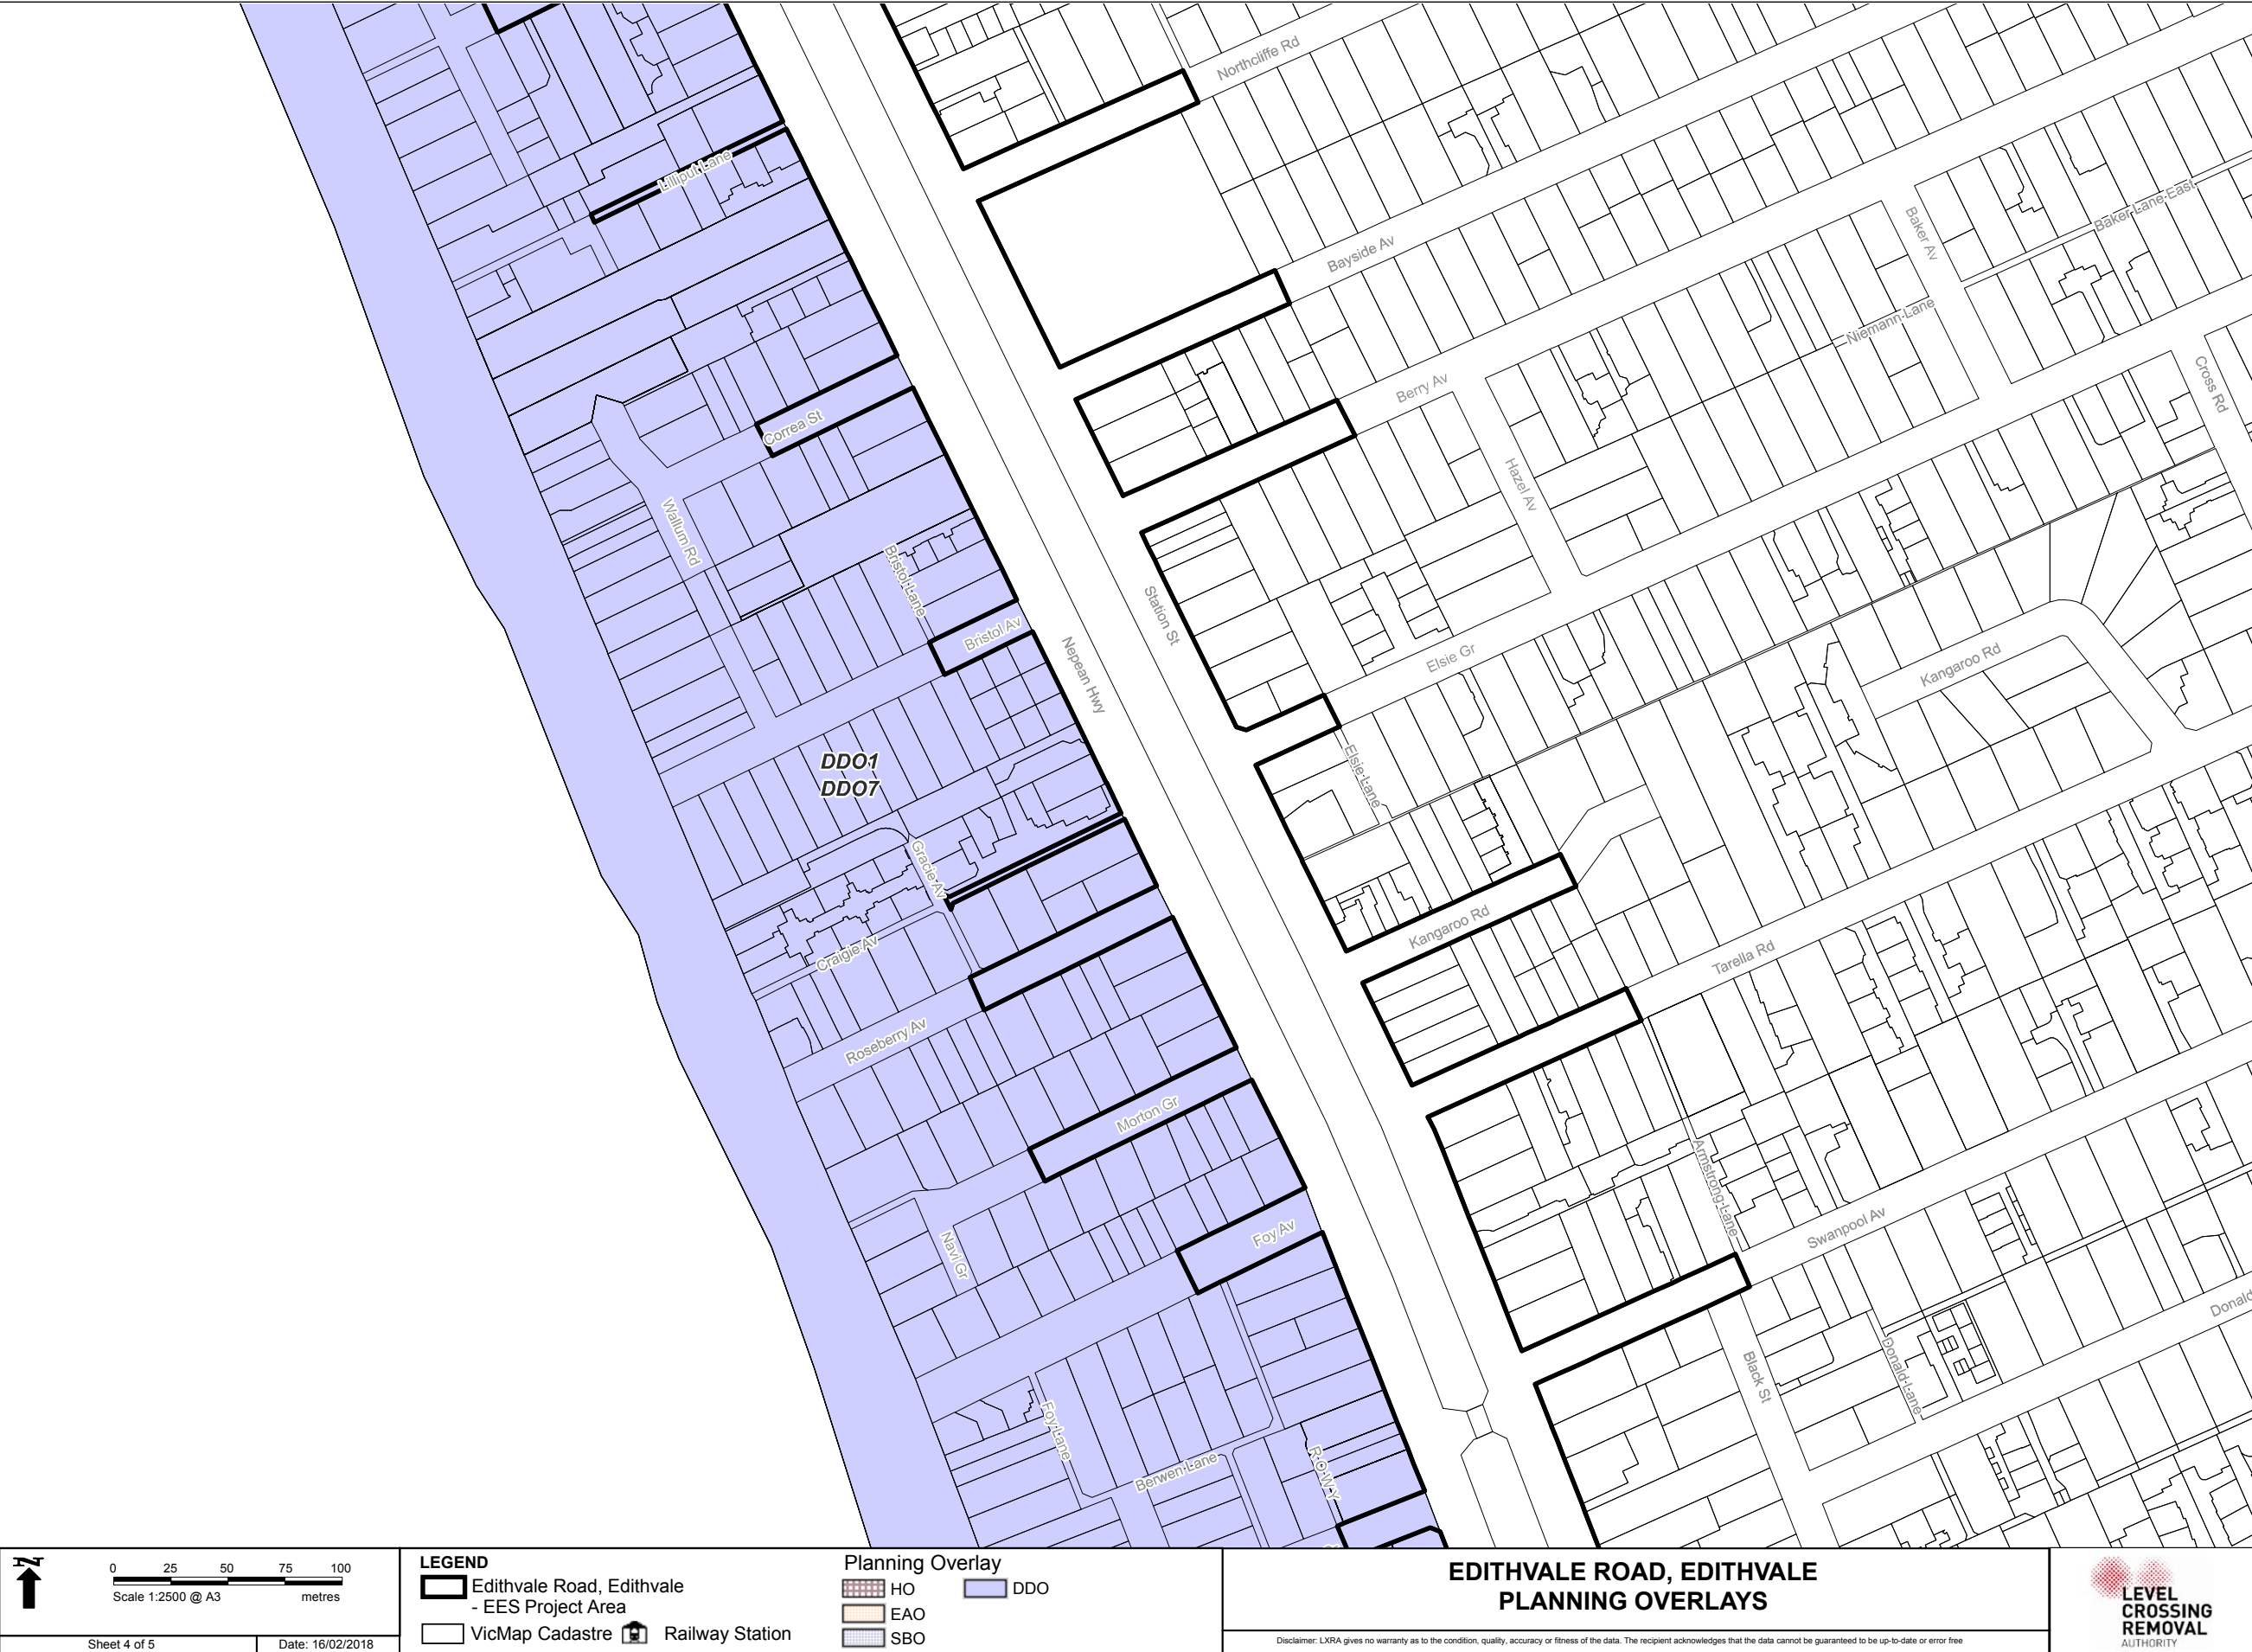 Northcliffe Rd
Lilliput Lane
Bayside Av
Baker Av
Baker Lane East
Niemann Lane
Berry Av
Cross Rd
Correa St
Hazel Av
Wallum Rd
Bristol Lane
Station St
Bristol Av
Nepean Hwy
Elsie Gr
Kangaroo Rd
DDO1
DDO7
Elsie Lane
Gracie Av
Kangaroo Rd
Craigie Av
Tarella Rd
Roseberry Av
Morton Gr
Armstrong Lane
Swanpool Av
Foy Av
Navi Gr
Donald
Donald Lane
Black St
Foy Lane
Berwen Lane
R.O.W.Y
N
0 25 50 75 100
Scale 1:2500 @ A3 metres
Sheet 4 of 5
Date: 16/02/2018
LEGEND
Edithvale Road, Edithvale
- EES Project Area
VicMap Cadastre
Railway Station
Planning Overlay
HO
DDO
EAO
SBO
EDITHVALE ROAD, EDITHVALE
PLANNING OVERLAYS
Disclaimer: LXRA gives no warranty as to the condition, quality, accuracy or fitness of the data. The recipient acknowledges that the data cannot be guaranteed to be up-to-date or error free
LEVEL
CROSSING
REMOVAL
AUTHORITY